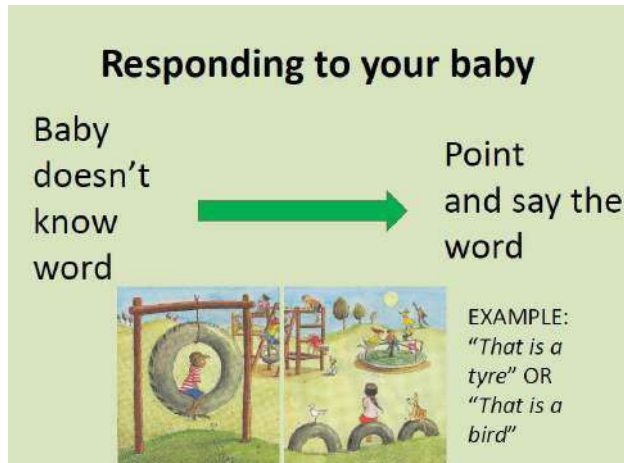 Responding to your baby
Baby
doesn't
know
word
Point
and say the
word
EXAMPLE:
"That is a
tyre" OR
"That is a
bird"